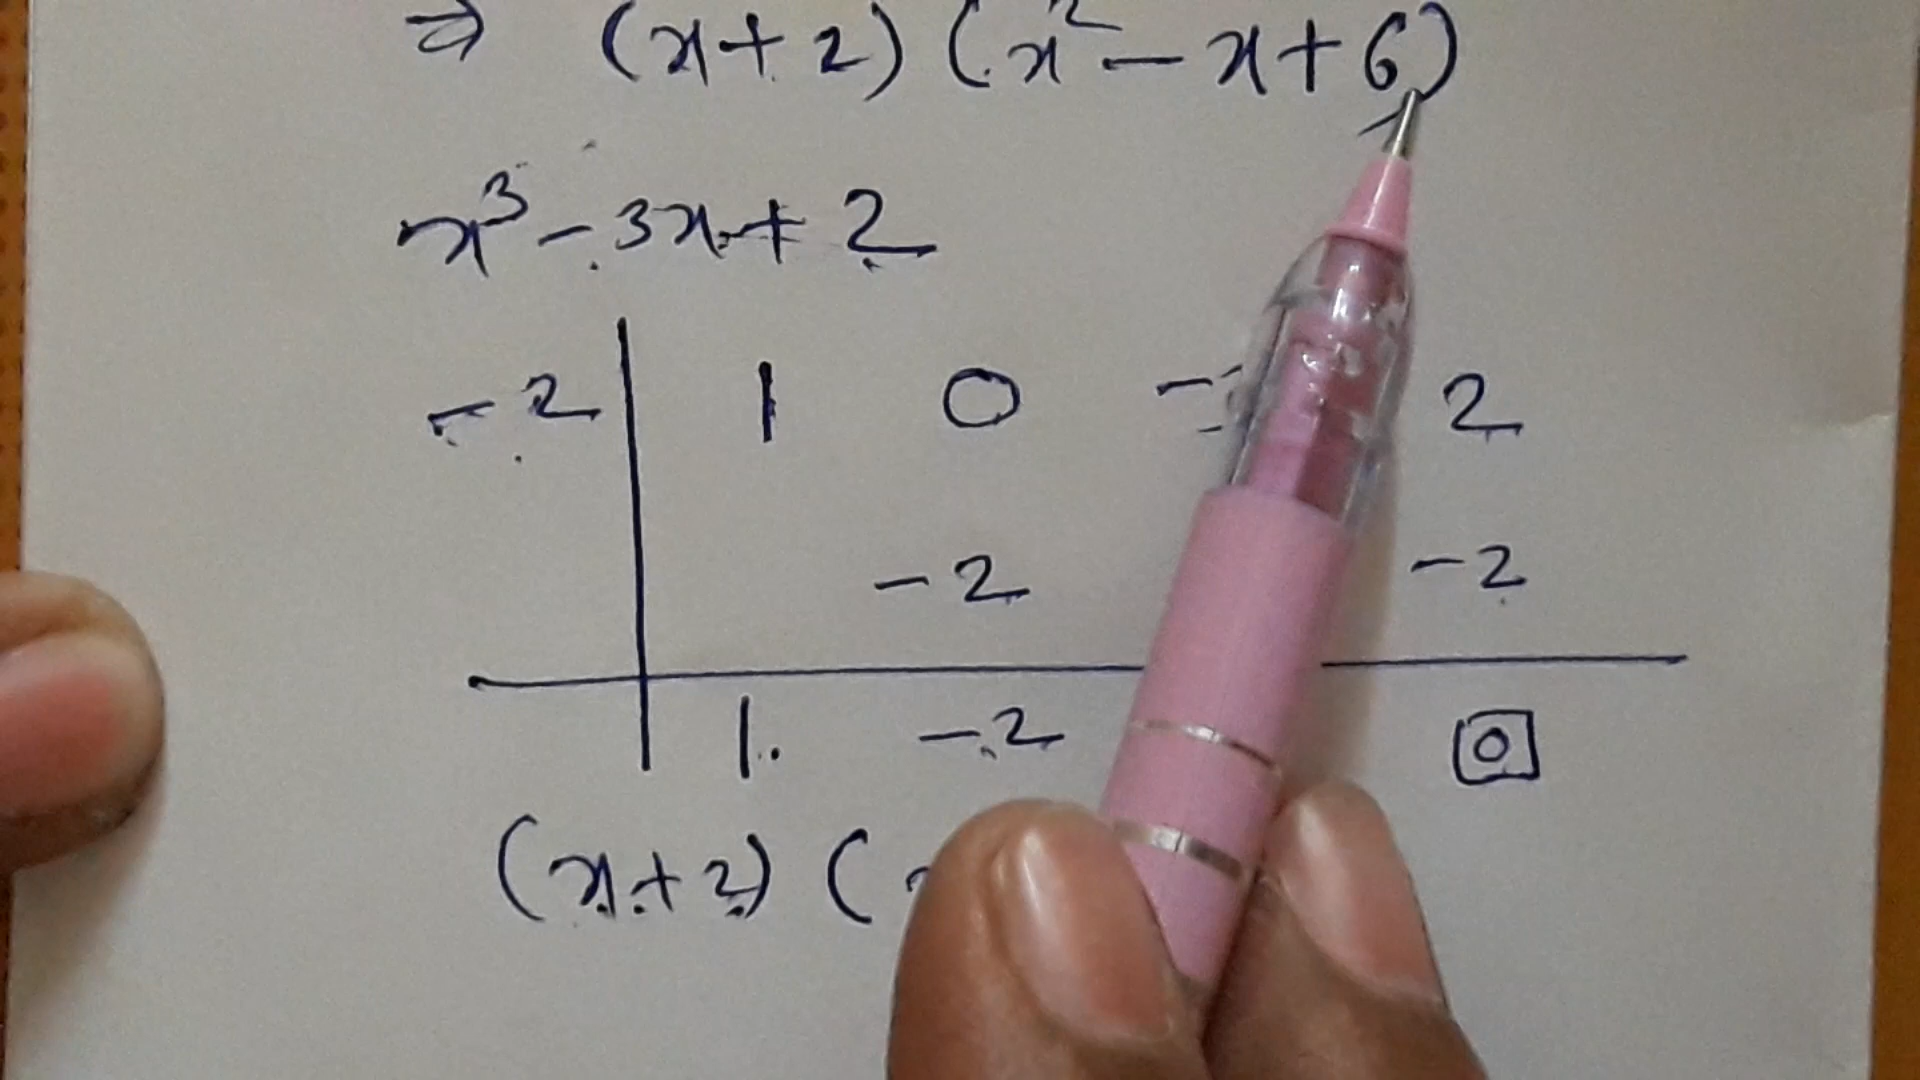 ⇒ (x+2) (x² - x + 6)
x³ - 3x + 2
-2 | 1 0 - 2
-2 -2
1 -2 0
(x+2) (